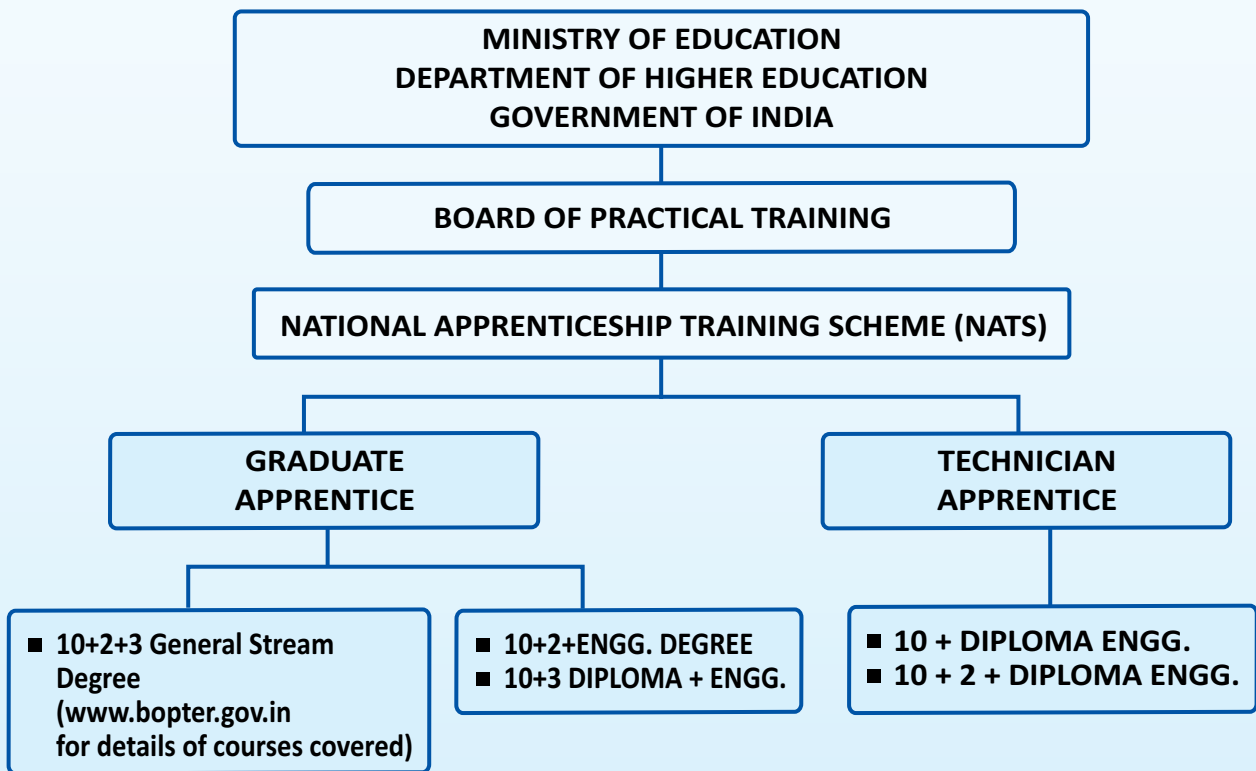 MINISTRY OF EDUCATION
DEPARTMENT OF HIGHER EDUCATION
GOVERNMENT OF INDIA
BOARD OF PRACTICAL TRAINING
NATIONAL APPRENTICESHIP TRAINING SCHEME (NATS)
GRADUATE
APPRENTICE
TECHNICIAN
APPRENTICE
■ 10+2+3 General Stream
Degree
(www.bopter.gov.in
for details of courses covered)
■ 10+2+ENGG. DEGREE
■ 10+3 DIPLOMA + ENGG.
■ 10 + DIPLOMA ENGG.
■ 10 + 2 + DIPLOMA ENGG.